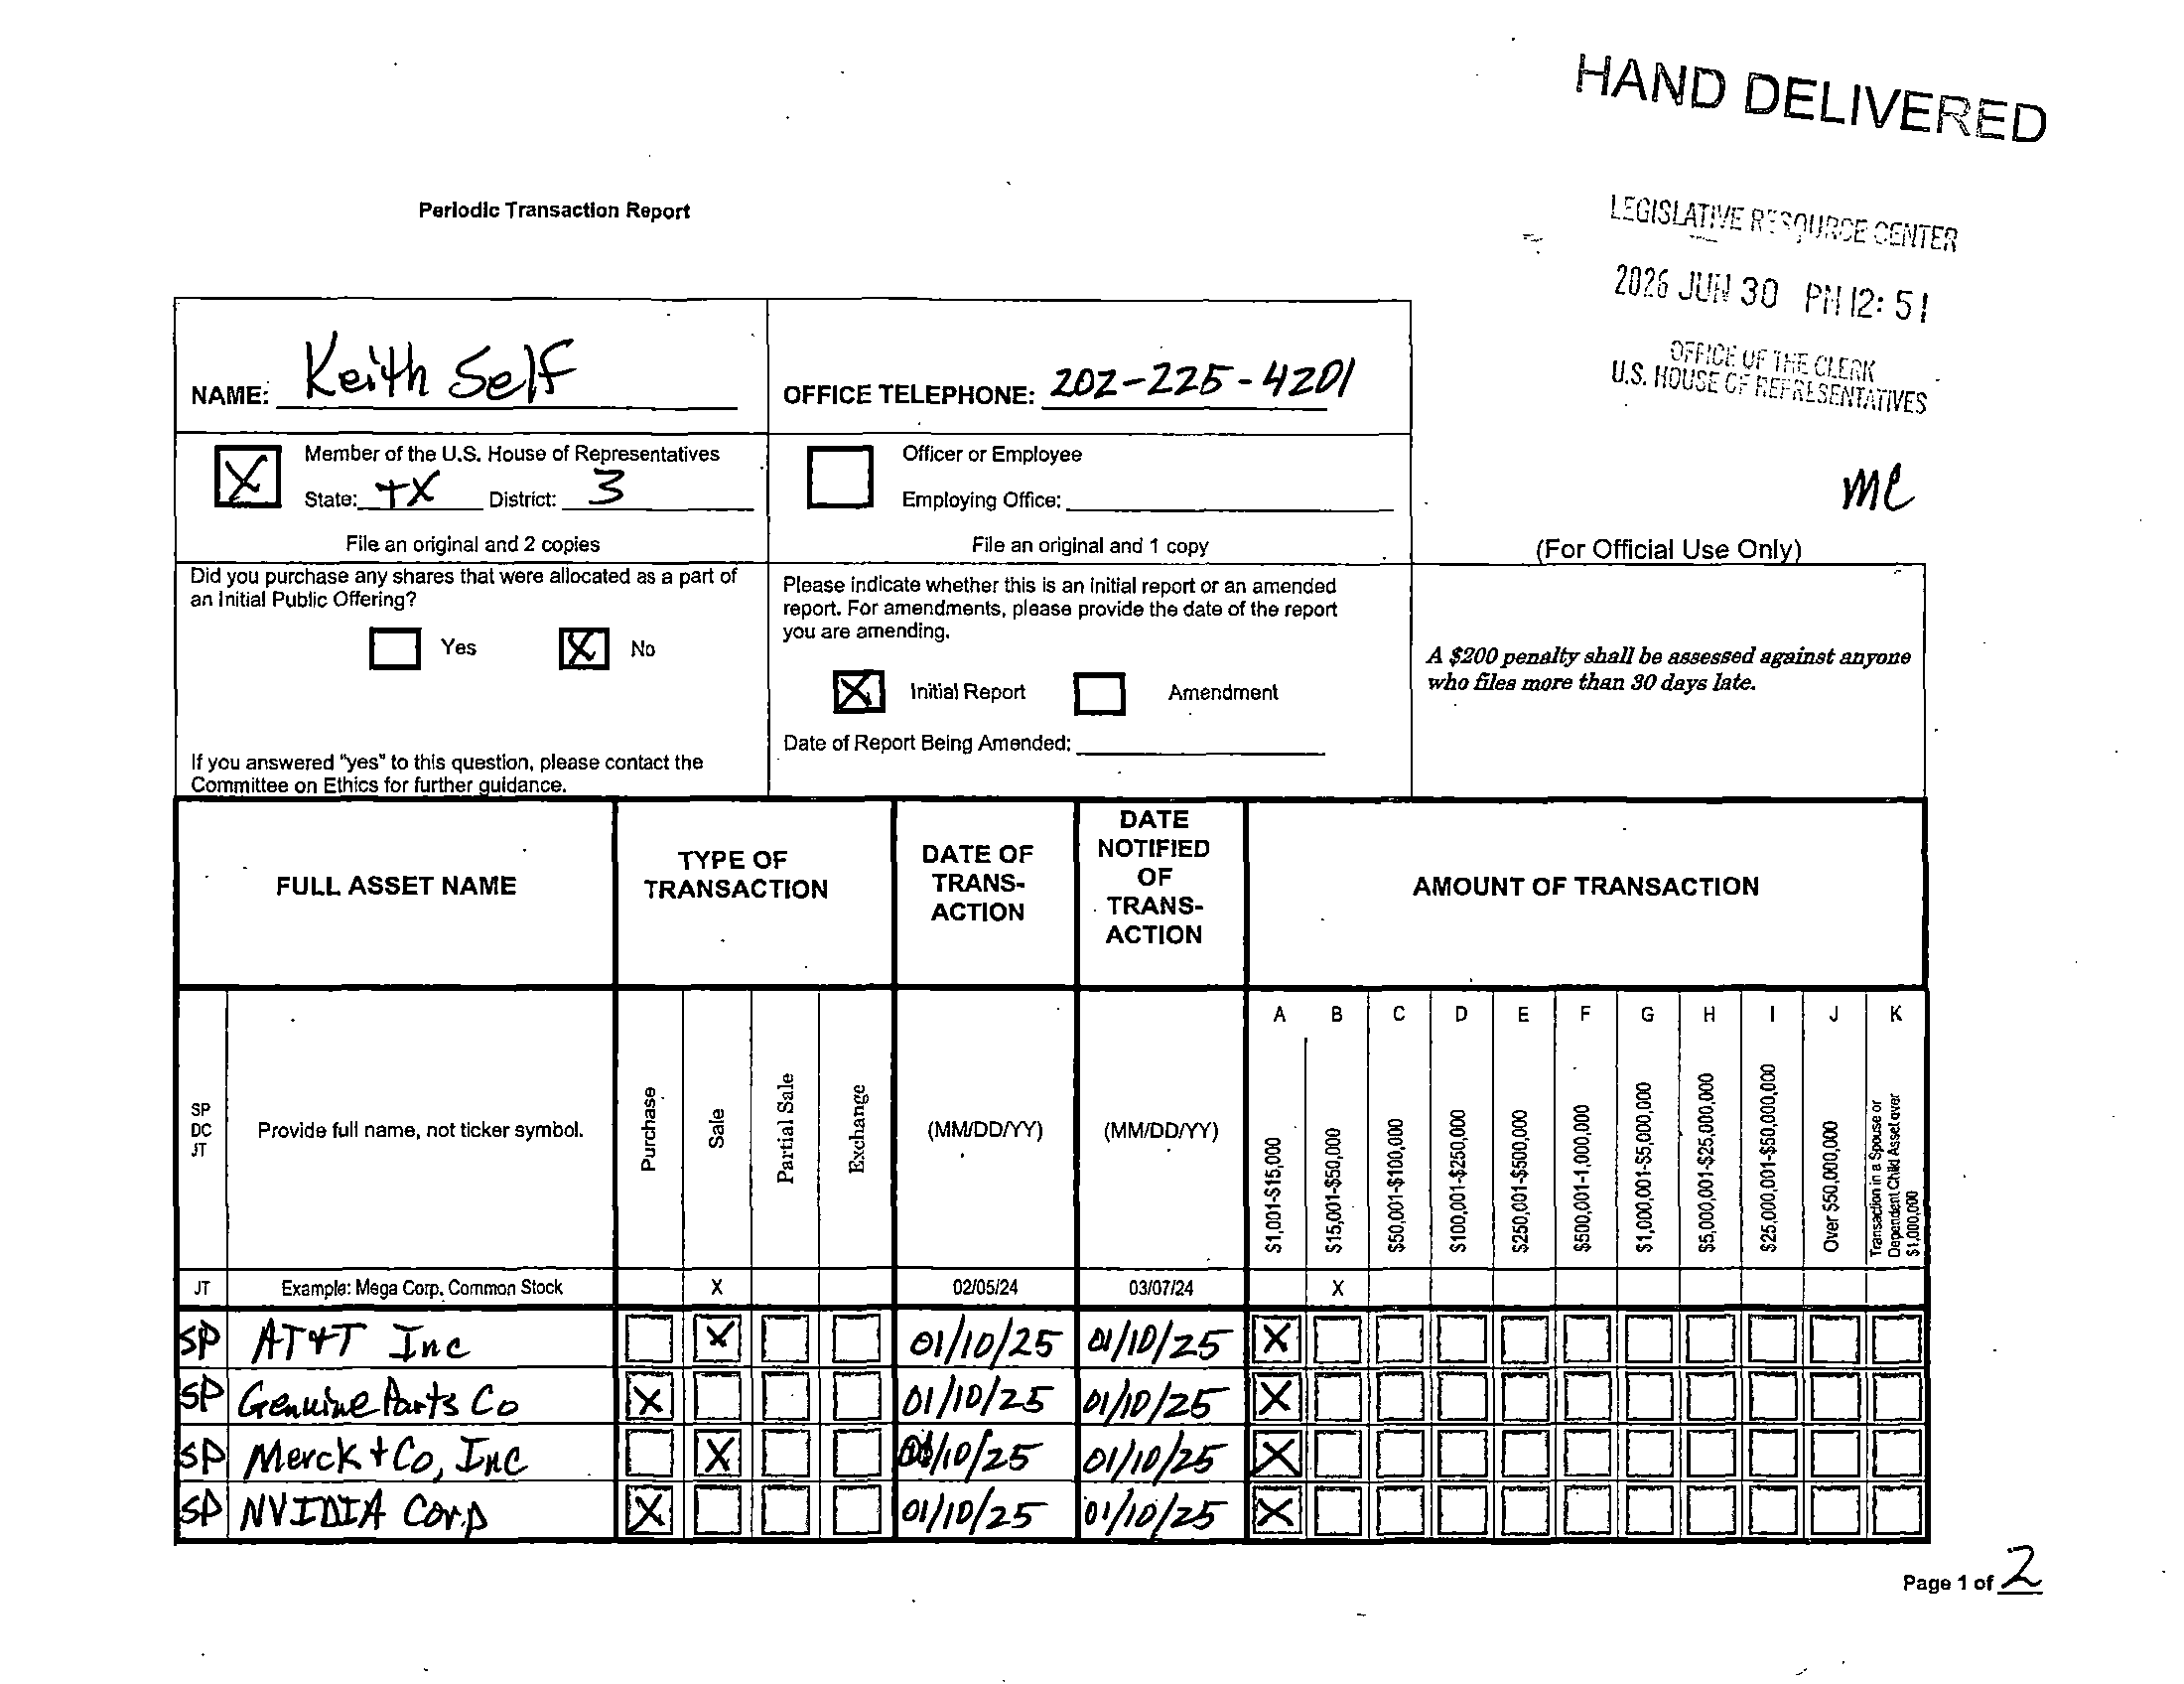 HAND DELIVERED
LEGISLATIVE RESOURCE CENTER
2026 JUN 30 PM 12:51
OFFICE OF THE CLERK
U.S. HOUSE OF REPRESENTATIVES
mc
(For Official Use Only)
Periodic Transaction Report
NAME: Keith Self
OFFICE TELEPHONE: 202-225-4201
X Member of the U.S. House of Representatives
State: TX District: 3
File an original and 2 copies
Officer or Employee
Employing Office:
File an original and 1 copy
Did you purchase any shares that were allocated as a part of
an Initial Public Offering?
Yes X No
If you answered "yes" to this question, please contact the
Committee on Ethics for further guidance.
Please indicate whether this is an initial report or an amended
report. For amendments, please provide the date of the report
you are amending.
X Initial Report Amendment
Date of Report Being Amended:
A $200 penalty shall be assessed against anyone
who files more than 30 days late.
FULL ASSET NAME
TYPE OF
TRANSACTION
DATE OF
TRANS-
ACTION
DATE
NOTIFIED
OF
TRANS-
ACTION
AMOUNT OF TRANSACTION
SP
DC
JT
Provide full name, not ticker symbol.
Purchase
Sale
Partial Sale
Exchange
(MM/DD/YY)
(MM/DD/YY)
A B C D E F G H I J K
$1,001-$15,000
$15,001-$50,000
$50,001-$100,000
$100,001-$250,000
$250,001-$500,000
$500,001-1,000,000
$1,000,001-$5,000,000
$5,000,001-$25,000,000
$25,000,001-$50,000,000
Over $50,000,000
Transaction in a Spouse or
Dependent Child Asset over
$1,000,000
JT Example: Mega Corp. Common Stock X 02/05/24 03/07/24 X
SP AT&T Inc X 01/10/25 01/10/25 X
SP Genuine Parts Co X 01/10/25 01/10/25 X
SP Merck + Co, Inc X 01/10/25 01/10/25 X
SP NVIDIA Corp X 01/10/25 01/10/25 X
Page 1 of 2